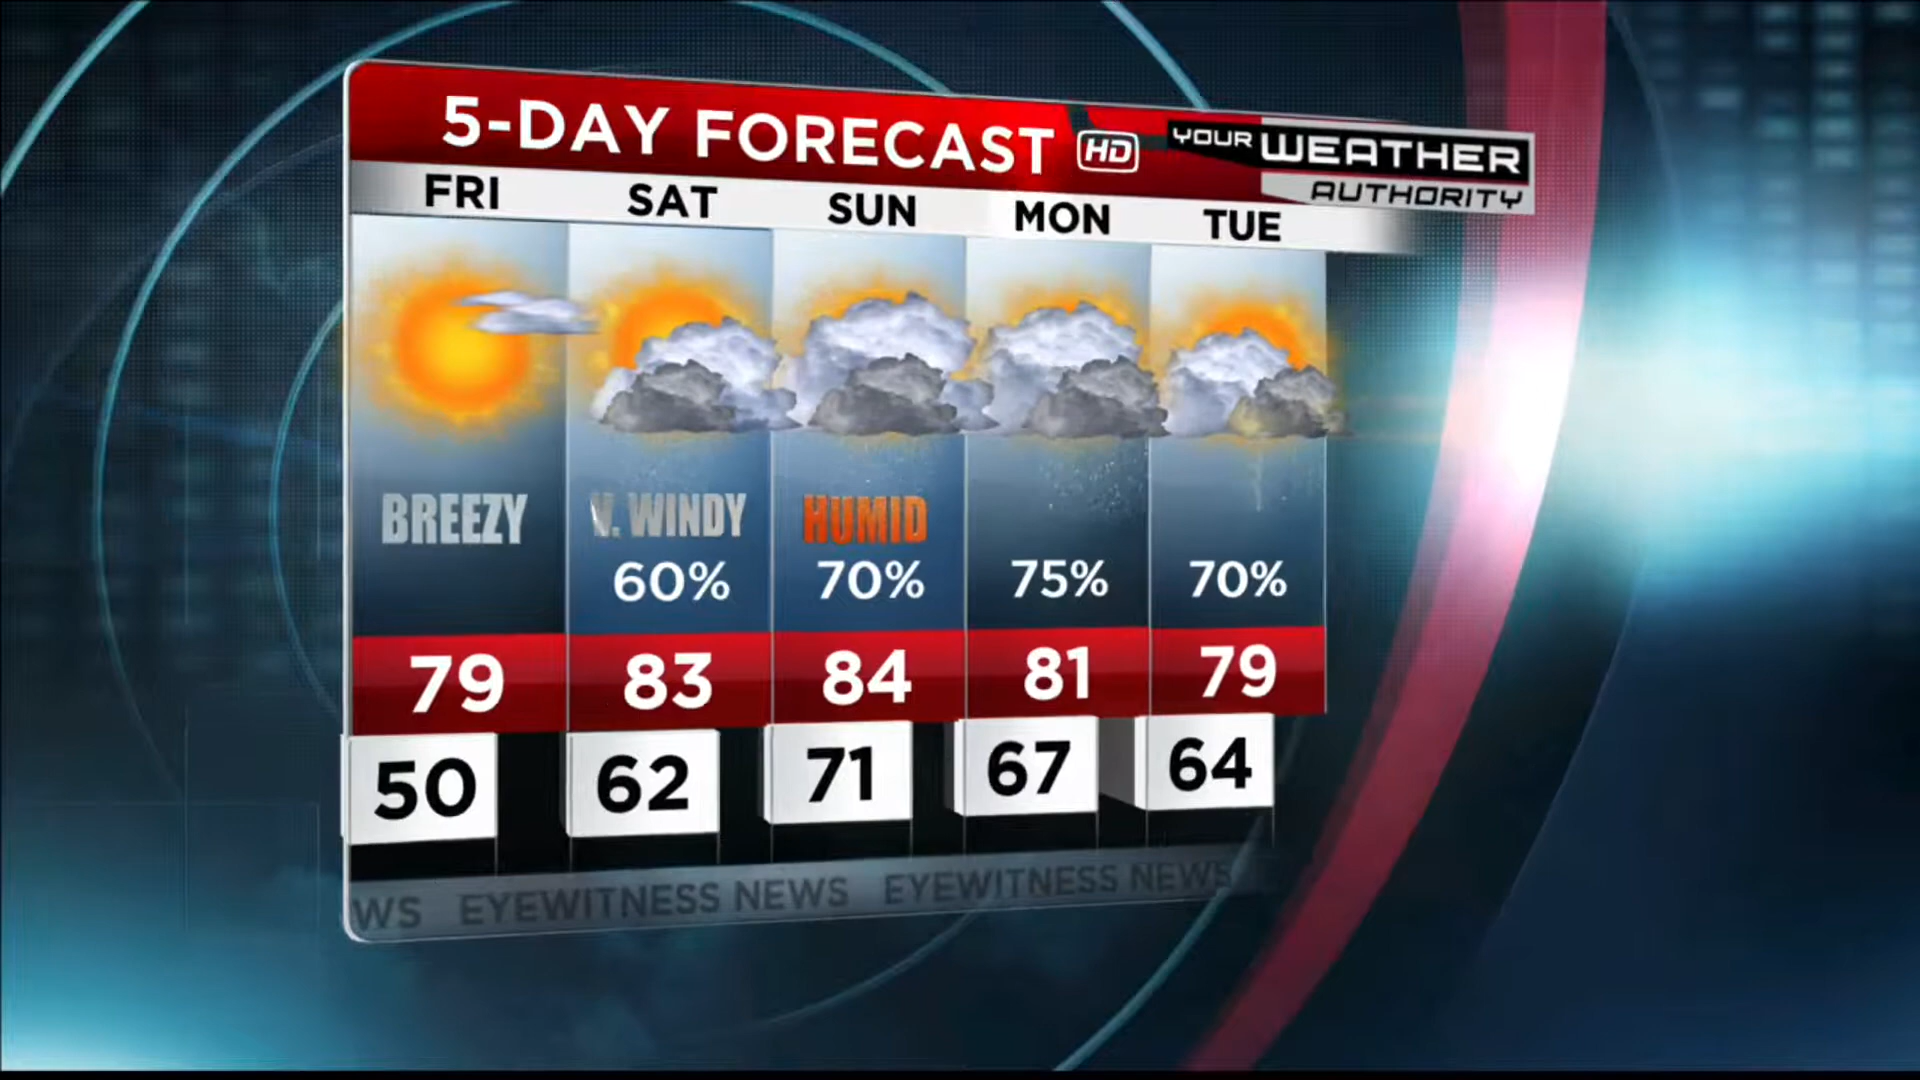 5-DAY FORECAST HD
YOUR WEATHER
AUTHORITY
FRI SAT SUN MON TUE
BREEZY V. WINDY HUMID
60% 70% 75% 70%
79 83 84 81 79
50 62 71 67 64
WS EYEWITNESS NEWS EYEWITNESS NEWS